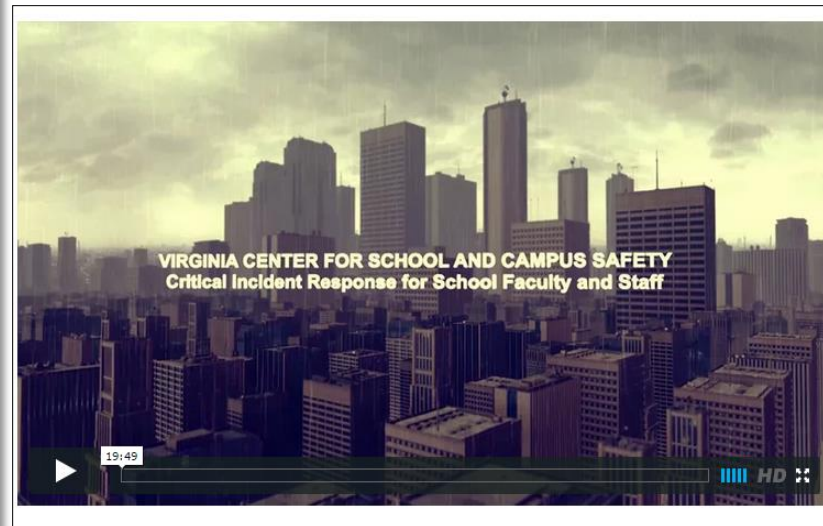 VIRGINIA CENTER FOR SCHOOL AND CAMPUS SAFETY
Critical Incident Response for School Faculty and Staff
19:49
HD